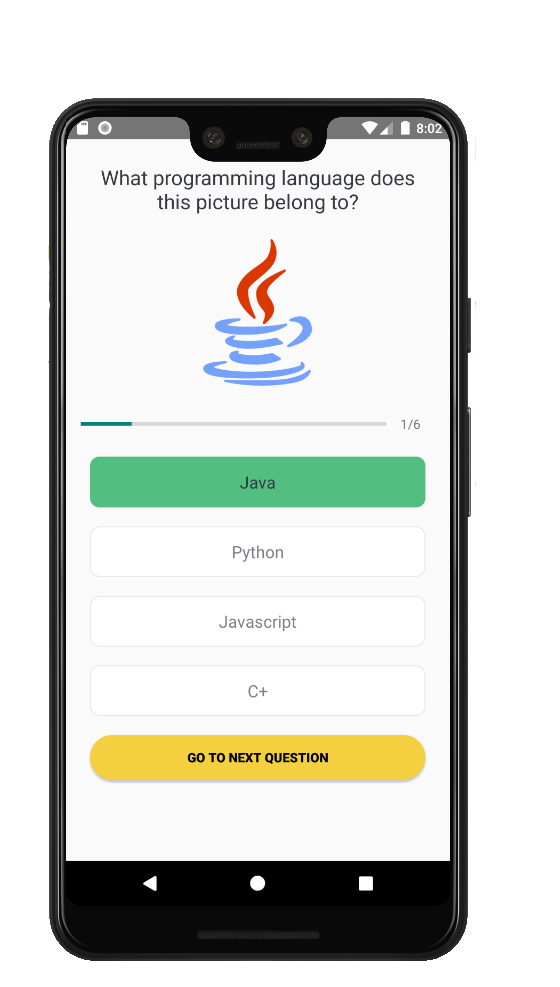 8:02
What programming language does
this picture belong to?
1/6
Java
Python
Javascript
C+
GO TO NEXT QUESTION